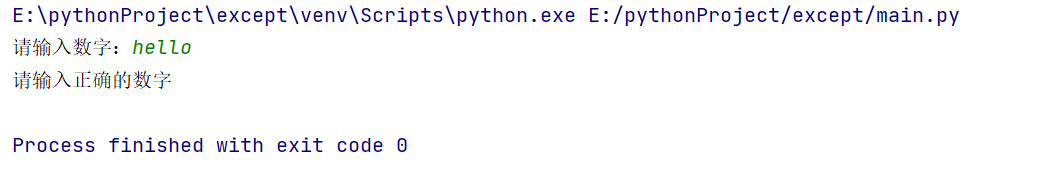 E:\pythonProject\except\venv\Scripts\python.exe E:/pythonProject/except/main.py
请输入数字：hello
请输入正确的数字
Process finished with exit code 0